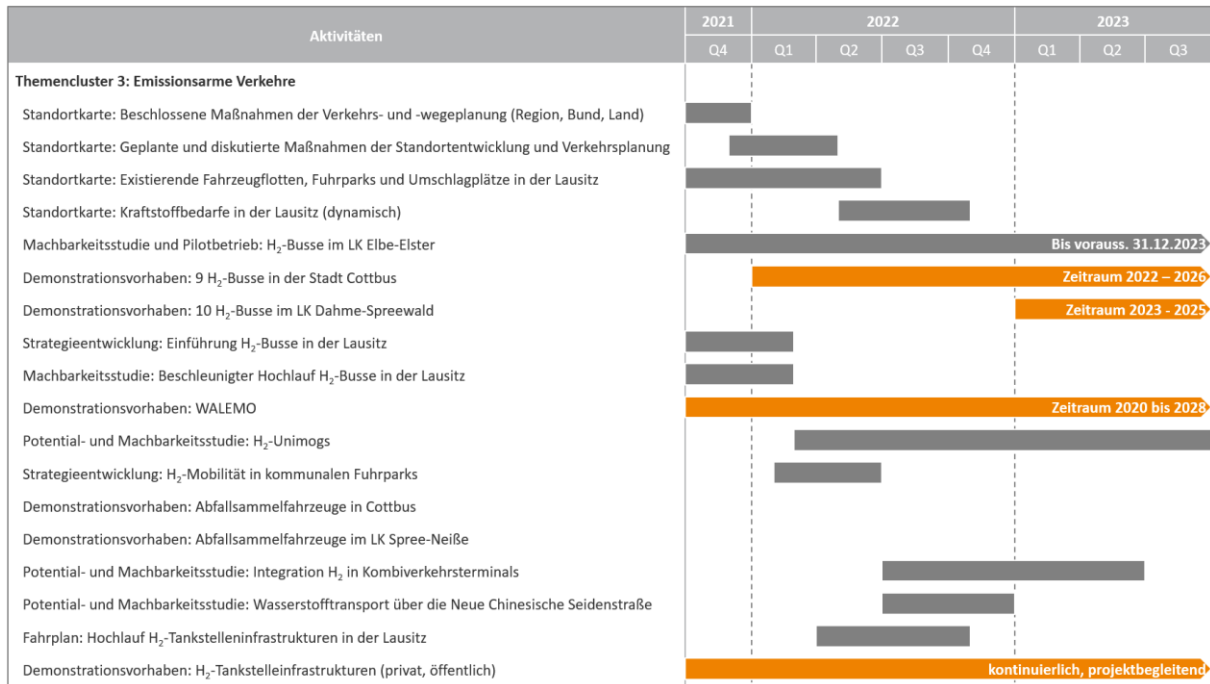 Aktivitäten
2021 2022 2023
Q4 Q1 Q2 Q3 Q4 Q1 Q2 Q3
Themencluster 3: Emissionsarme Verkehre
Standortkarte: Beschlossene Maßnahmen der Verkehrs- und -wegeplanung (Region, Bund, Land)
Standortkarte: Geplante und diskutierte Maßnahmen der Standortentwicklung und Verkehrsplanung
Standortkarte: Existierende Fahrzeugflotten, Fuhrparks und Umschlagplätze in der Lausitz
Standortkarte: Kraftstoffbedarfe in der Lausitz (dynamisch)
Machbarkeitsstudie und Pilotbetrieb: H₂-Busse im LK Elbe-Elster Bis vorauss. 31.12.2023
Demonstrationsvorhaben: 9 H₂-Busse in der Stadt Cottbus Zeitraum 2022 – 2026
Demonstrationsvorhaben: 10 H₂-Busse im LK Dahme-Spreewald Zeitraum 2023 - 2025
Strategieentwicklung: Einführung H₂-Busse in der Lausitz
Machbarkeitsstudie: Beschleunigter Hochlauf H₂-Busse in der Lausitz
Demonstrationsvorhaben: WALEMO Zeitraum 2020 bis 2028
Potential- und Machbarkeitsstudie: H₂-Unimogs
Strategieentwicklung: H₂-Mobilität in kommunalen Fuhrparks
Demonstrationsvorhaben: Abfallsammelfahrzeuge in Cottbus
Demonstrationsvorhaben: Abfallsammelfahrzeuge im LK Spree-Neiße
Potential- und Machbarkeitsstudie: Integration H₂ in Kombiverkehrsterminals
Potential- und Machbarkeitsstudie: Wasserstofftransport über die Neue Chinesische Seidenstraße
Fahrplan: Hochlauf H₂-Tankstelleninfrastrukturen in der Lausitz
Demonstrationsvorhaben: H₂-Tankstelleinfrastrukturen (privat, öffentlich) kontinuierlich, projektbegleitend